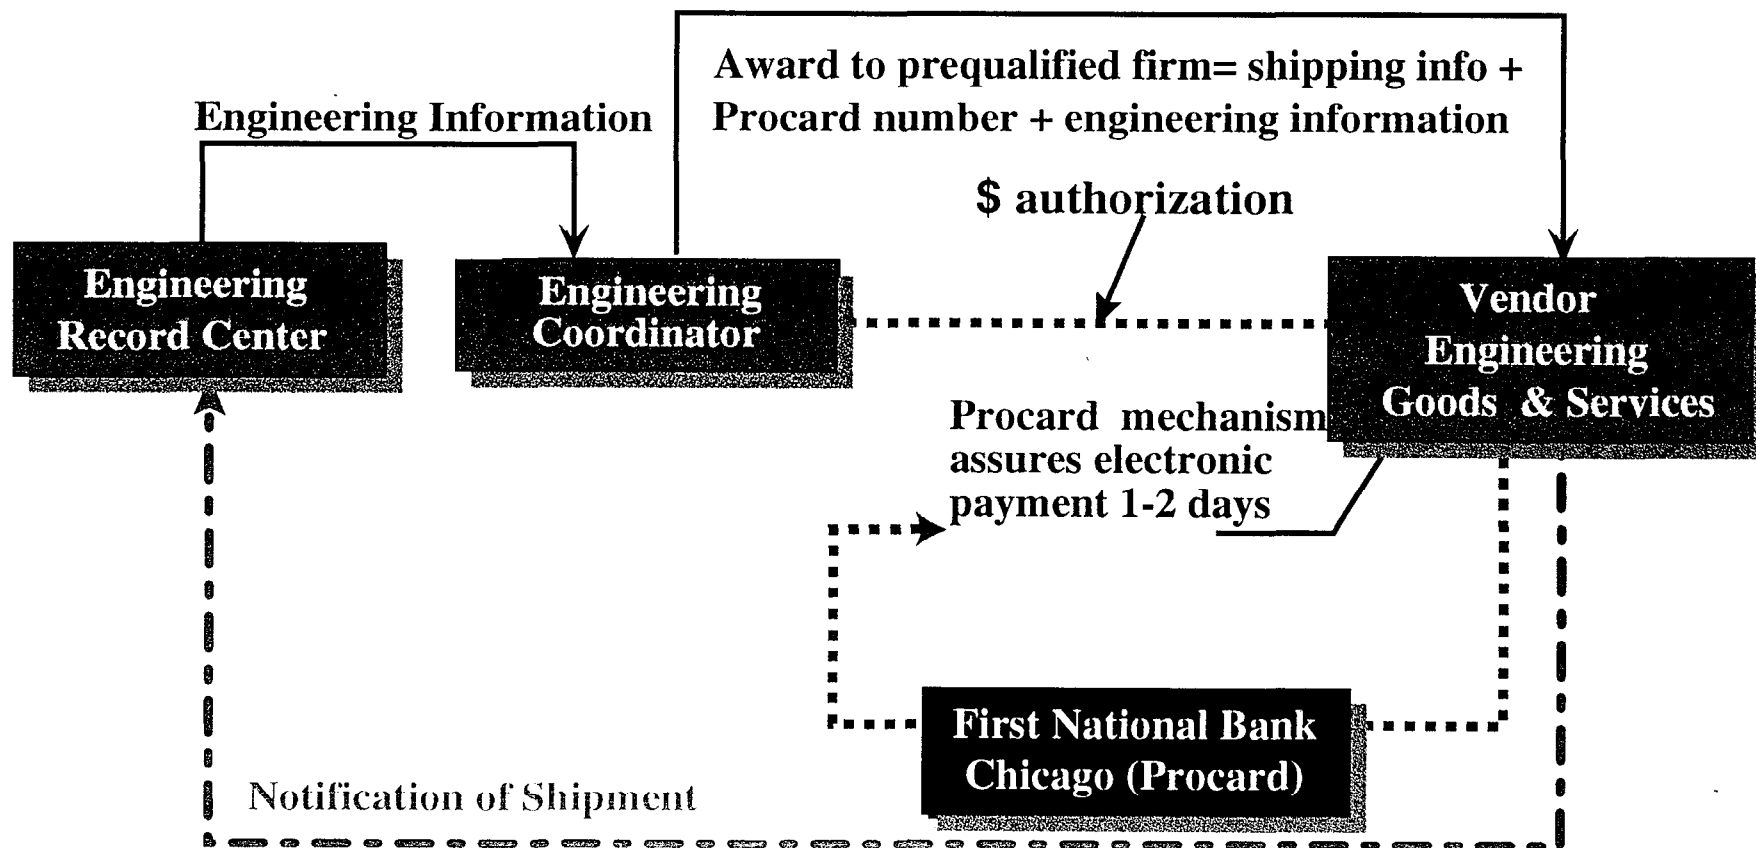 Award to prequalified firm= shipping info +
Engineering Information
Procard number + engineering information
$ authorization
Engineering
Record Center
Engineering
Coordinator
Vendor
Engineering
Goods & Services
Procard mechanism
assures electronic
payment 1-2 days
First National Bank
Chicago (Procard)
Notification of Shipment